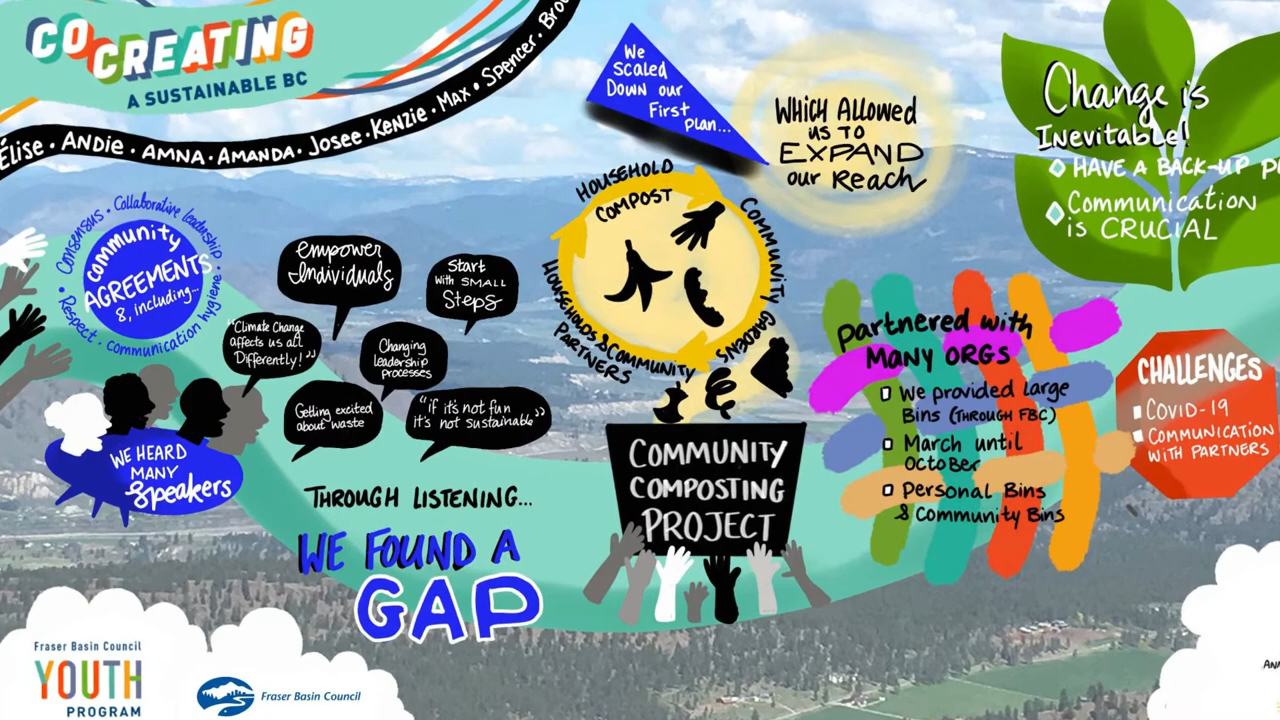 CO-CREATING
A SUSTAINABLE BC
Élise • ANDiE • AMNA • AMANDA • Josee • KeNZiE • MAX • Spencer • Broo
We
SCALED
DOWN our
First
Plan...
WHICH ALLOWED
US TO
EXPAND
our Reach
Change is
Inevitable!
HAVE A BACK-UP Pl
Communication
is CRUCIAL
Consensus • Collaborative leadership •
Respect • communication hygiene •
Community
AGREEMENTS
8, including...
empower
Individuals
Start
With SMALL
Steps
"Climate Change
affects us all
Differently!"
Changing
leadership
processes
Getting excited
about waste
"if it's not fun
it's not sustainable"
WE HEARD
MANY
Speakers
THROUGH LISTENING...
WE FOUND A
GAP
HOUSEHOLD
COMPOST
COMMUNITY GARDENS
HOUSEHOLDS & COMMUNITY
PARTNERS
COMMUNITY
COMPOSTING
PROJECT
partnered with
MANY ORGS
We provided large
Bins (THROUGH FBC)
March until
October
Personal Bins
& Community Bins
CHALLENGES
COVID-19
COMMUNICATION
WITH PARTNERS
Fraser Basin Council
YOUTH
PROGRAM
Fraser Basin Council